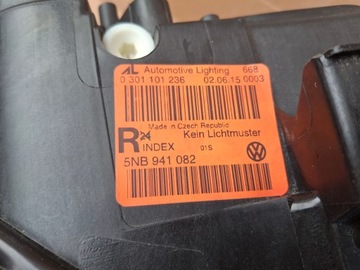 AL Automotive Lighting 668
0 301 101 236 02.06.15 0003
Made in Czech Republic
R Kein Lichtmuster
INDEX 01S
5NB 941 082